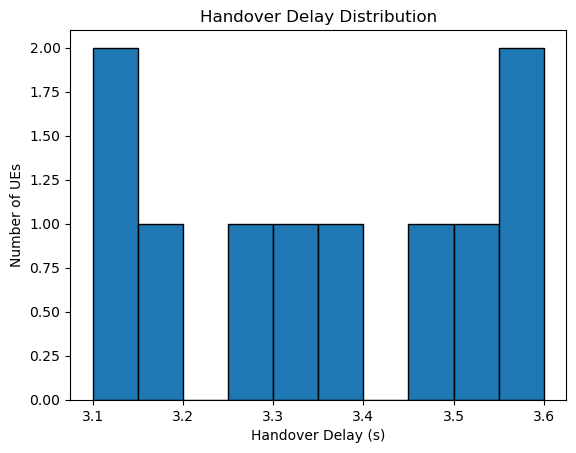 Handover Delay Distribution
Number of UEs
2.00
1.75
1.50
1.25
1.00
0.75
0.50
0.25
0.00
3.1 3.2 3.3 3.4 3.5 3.6
Handover Delay (s)